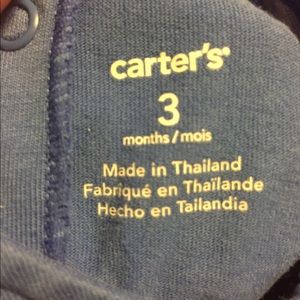 carter's
3
months/mois
Made in Thailand
Fabriqué en Thaïlande
Hecho en Tailandia